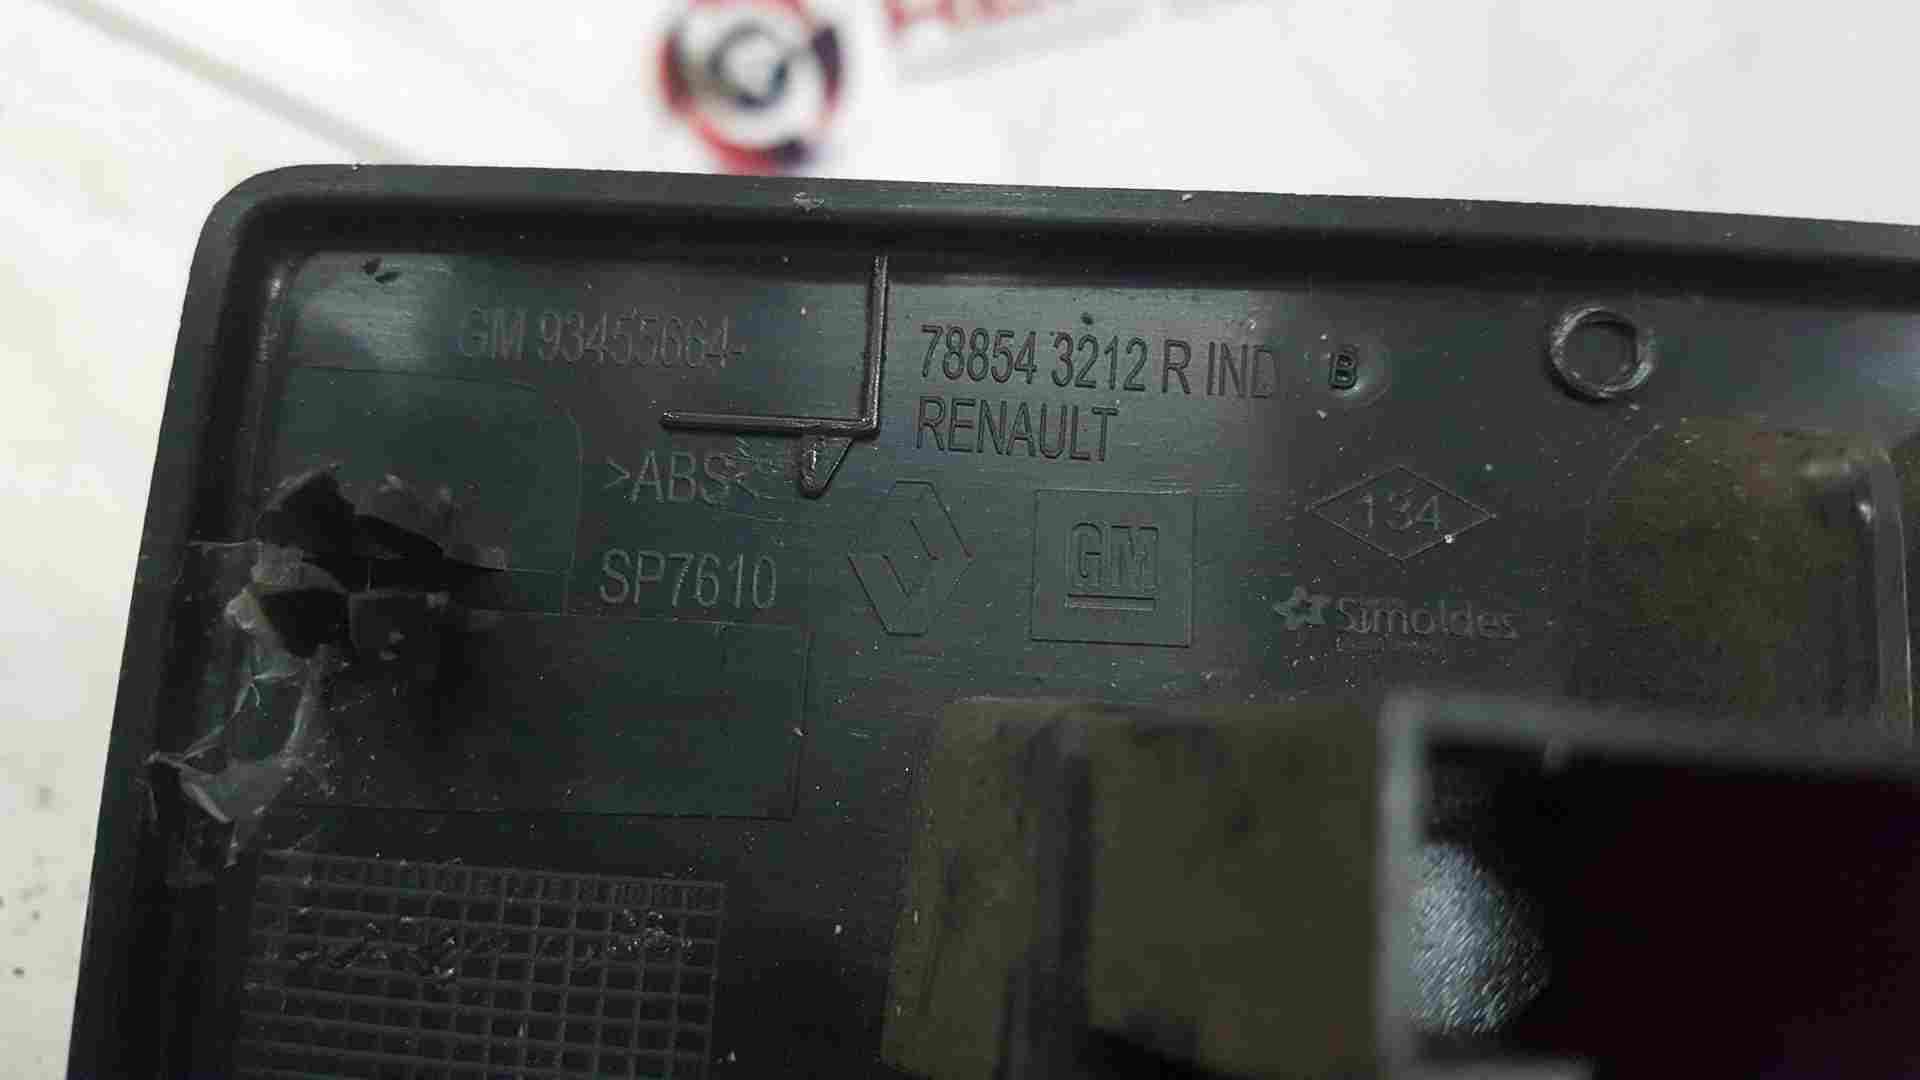 GM 93455664-
78854 3212 R IND B
RENAULT
>ABS<
SP7610
GM
134
Simoldes